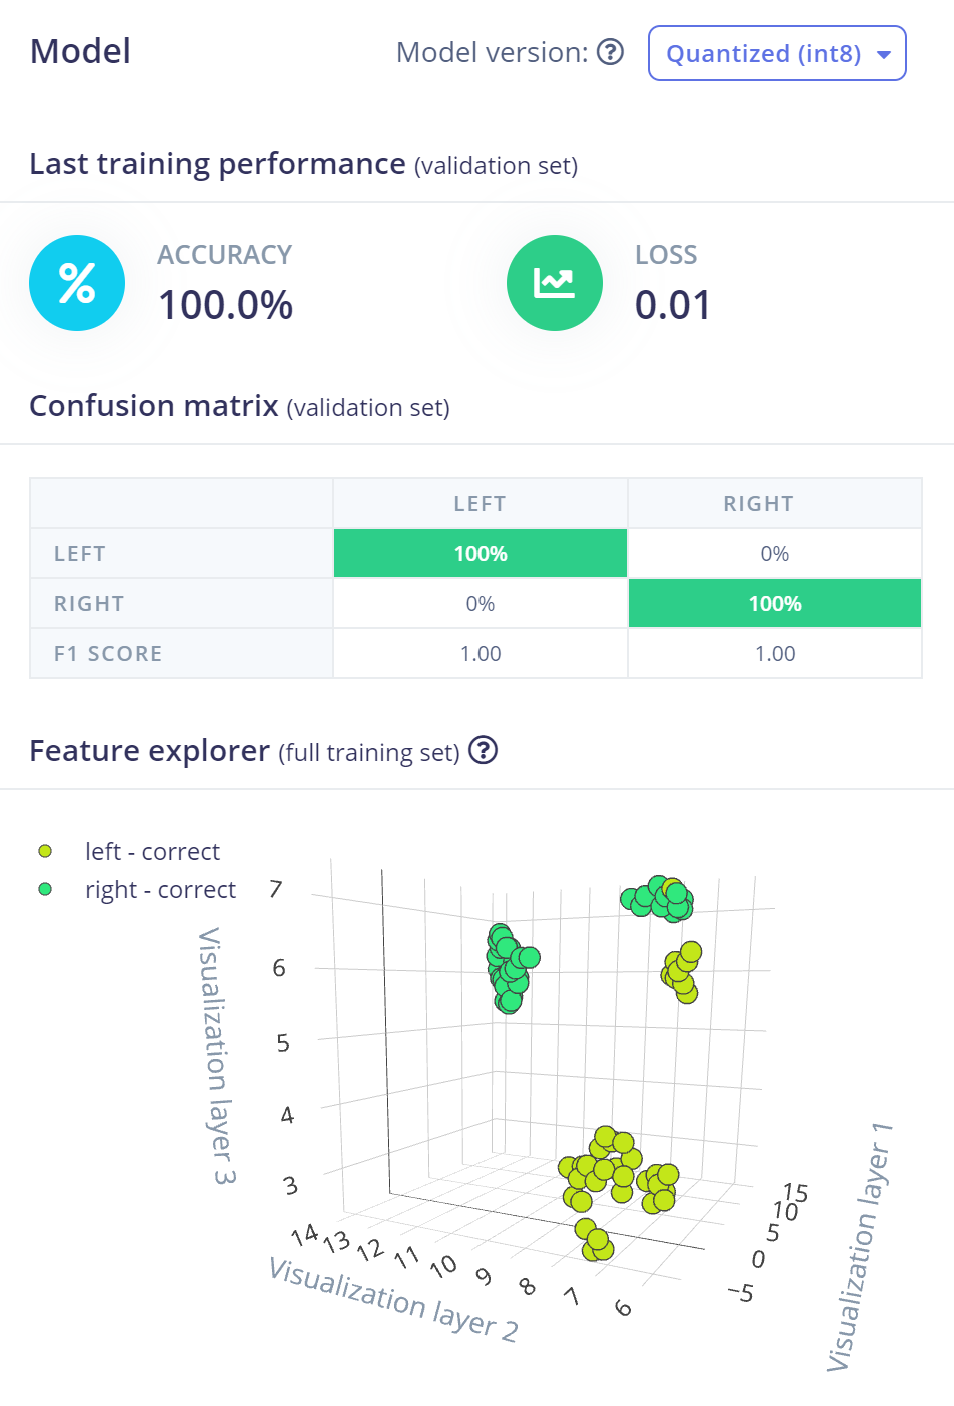 Model
Model version: ?
Quantized (int8)
Last training performance (validation set)
%
ACCURACY
100.0%
LOSS
0.01
Confusion matrix (validation set)
LEFT RIGHT
LEFT 100% 0%
RIGHT 0% 100%
F1 SCORE 1.00 1.00
Feature explorer (full training set) ?
left - correct
right - correct
7
6
5
4
3
Visualization layer 3
14 13 12 11 10 9 8 7 6
Visualization layer 2
15
10
5
0
−5
Visualization layer 1